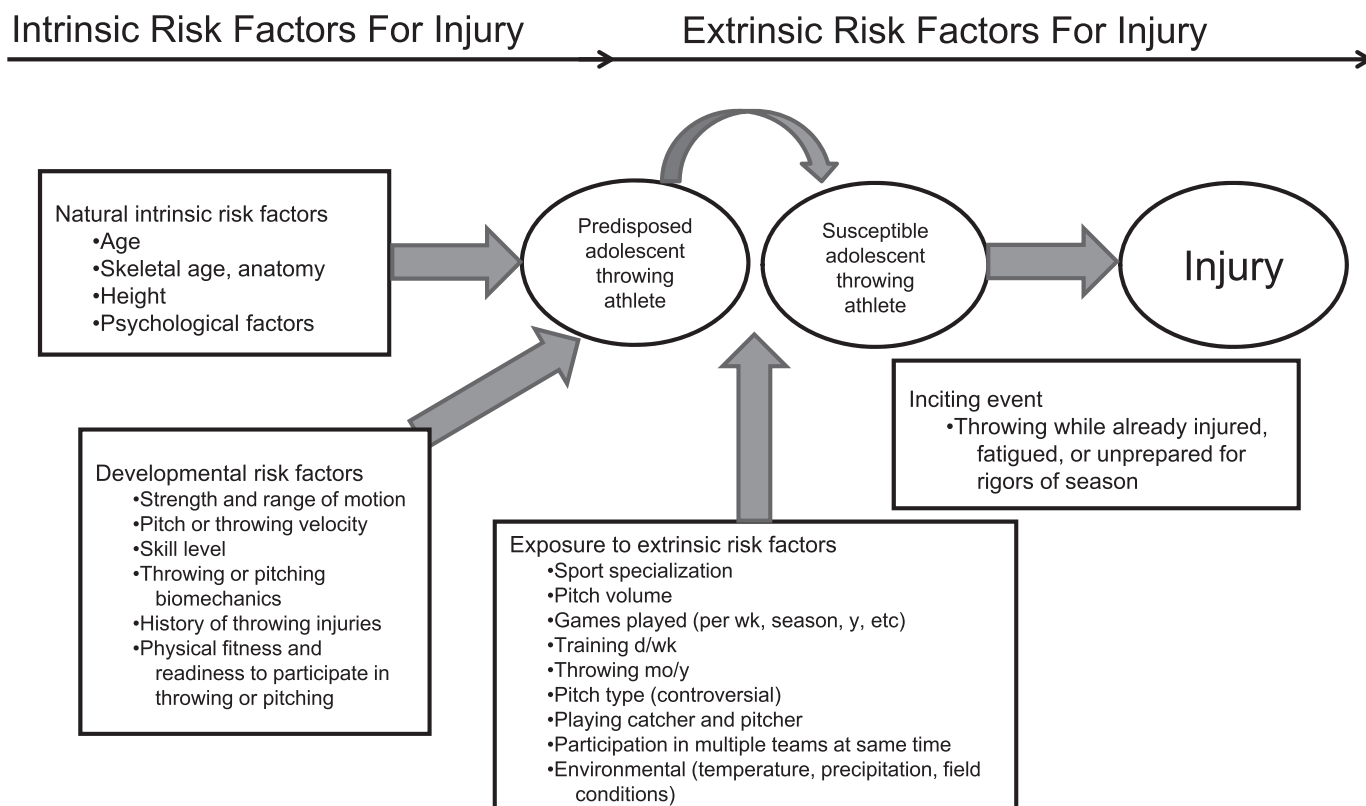 Intrinsic Risk Factors For Injury
Extrinsic Risk Factors For Injury
Natural intrinsic risk factors
•Age
•Skeletal age, anatomy
•Height
•Psychological factors
Predisposed
adolescent
throwing
athlete
Susceptible
adolescent
throwing
athlete
Injury
Inciting event
•Throwing while already injured,
fatigued, or unprepared for
rigors of season
Developmental risk factors
•Strength and range of motion
•Pitch or throwing velocity
•Skill level
•Throwing or pitching
biomechanics
•History of throwing injuries
•Physical fitness and
readiness to participate in
throwing or pitching
Exposure to extrinsic risk factors
•Sport specialization
•Pitch volume
•Games played (per wk, season, y, etc)
•Training d/wk
•Throwing mo/y
•Pitch type (controversial)
•Playing catcher and pitcher
•Participation in multiple teams at same time
•Environmental (temperature, precipitation, field
conditions)